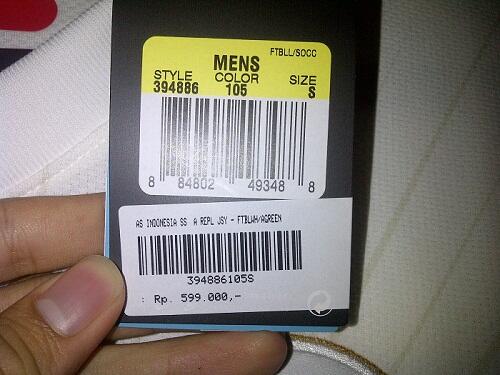 FTBLL/SOCC
MENS
STYLE COLOR SIZE
394886 105 S
8 84802 49348 8
AS INDONESIA SS A REPL JSY - FTBLWH/AGREEN
394886105S
: Rp. 599.000,-